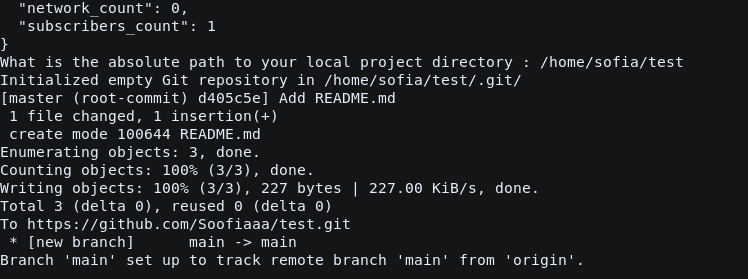 "network_count": 0,
"subscribers_count": 1
}
What is the absolute path to your local project directory : /home/sofia/test
Initialized empty Git repository in /home/sofia/test/.git/
[master (root-commit) d405c5e] Add README.md
1 file changed, 1 insertion(+)
create mode 100644 README.md
Enumerating objects: 3, done.
Counting objects: 100% (3/3), done.
Writing objects: 100% (3/3), 227 bytes | 227.00 KiB/s, done.
Total 3 (delta 0), reused 0 (delta 0)
To https://github.com/Soofiaaa/test.git
* [new branch]      main -> main
Branch 'main' set up to track remote branch 'main' from 'origin'.